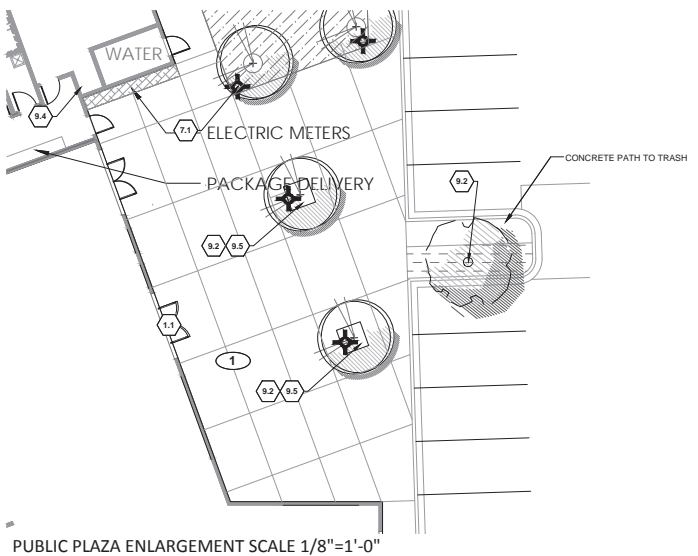 WATER
9.4
7.1
ELECTRIC METERS
CONCRETE PATH TO TRASH
9.2
PACKAGE DELIVERY
9.2 9.5
1.1
1
9.2 9.5
PUBLIC PLAZA ENLARGEMENT SCALE 1/8"=1'-0"